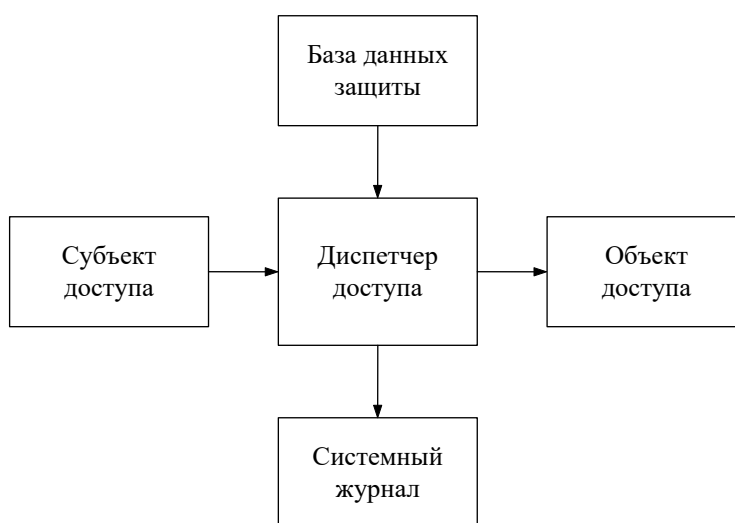 База данных
защиты
Субъект
доступа
Диспетчер
доступа
Объект
доступа
Системный
журнал